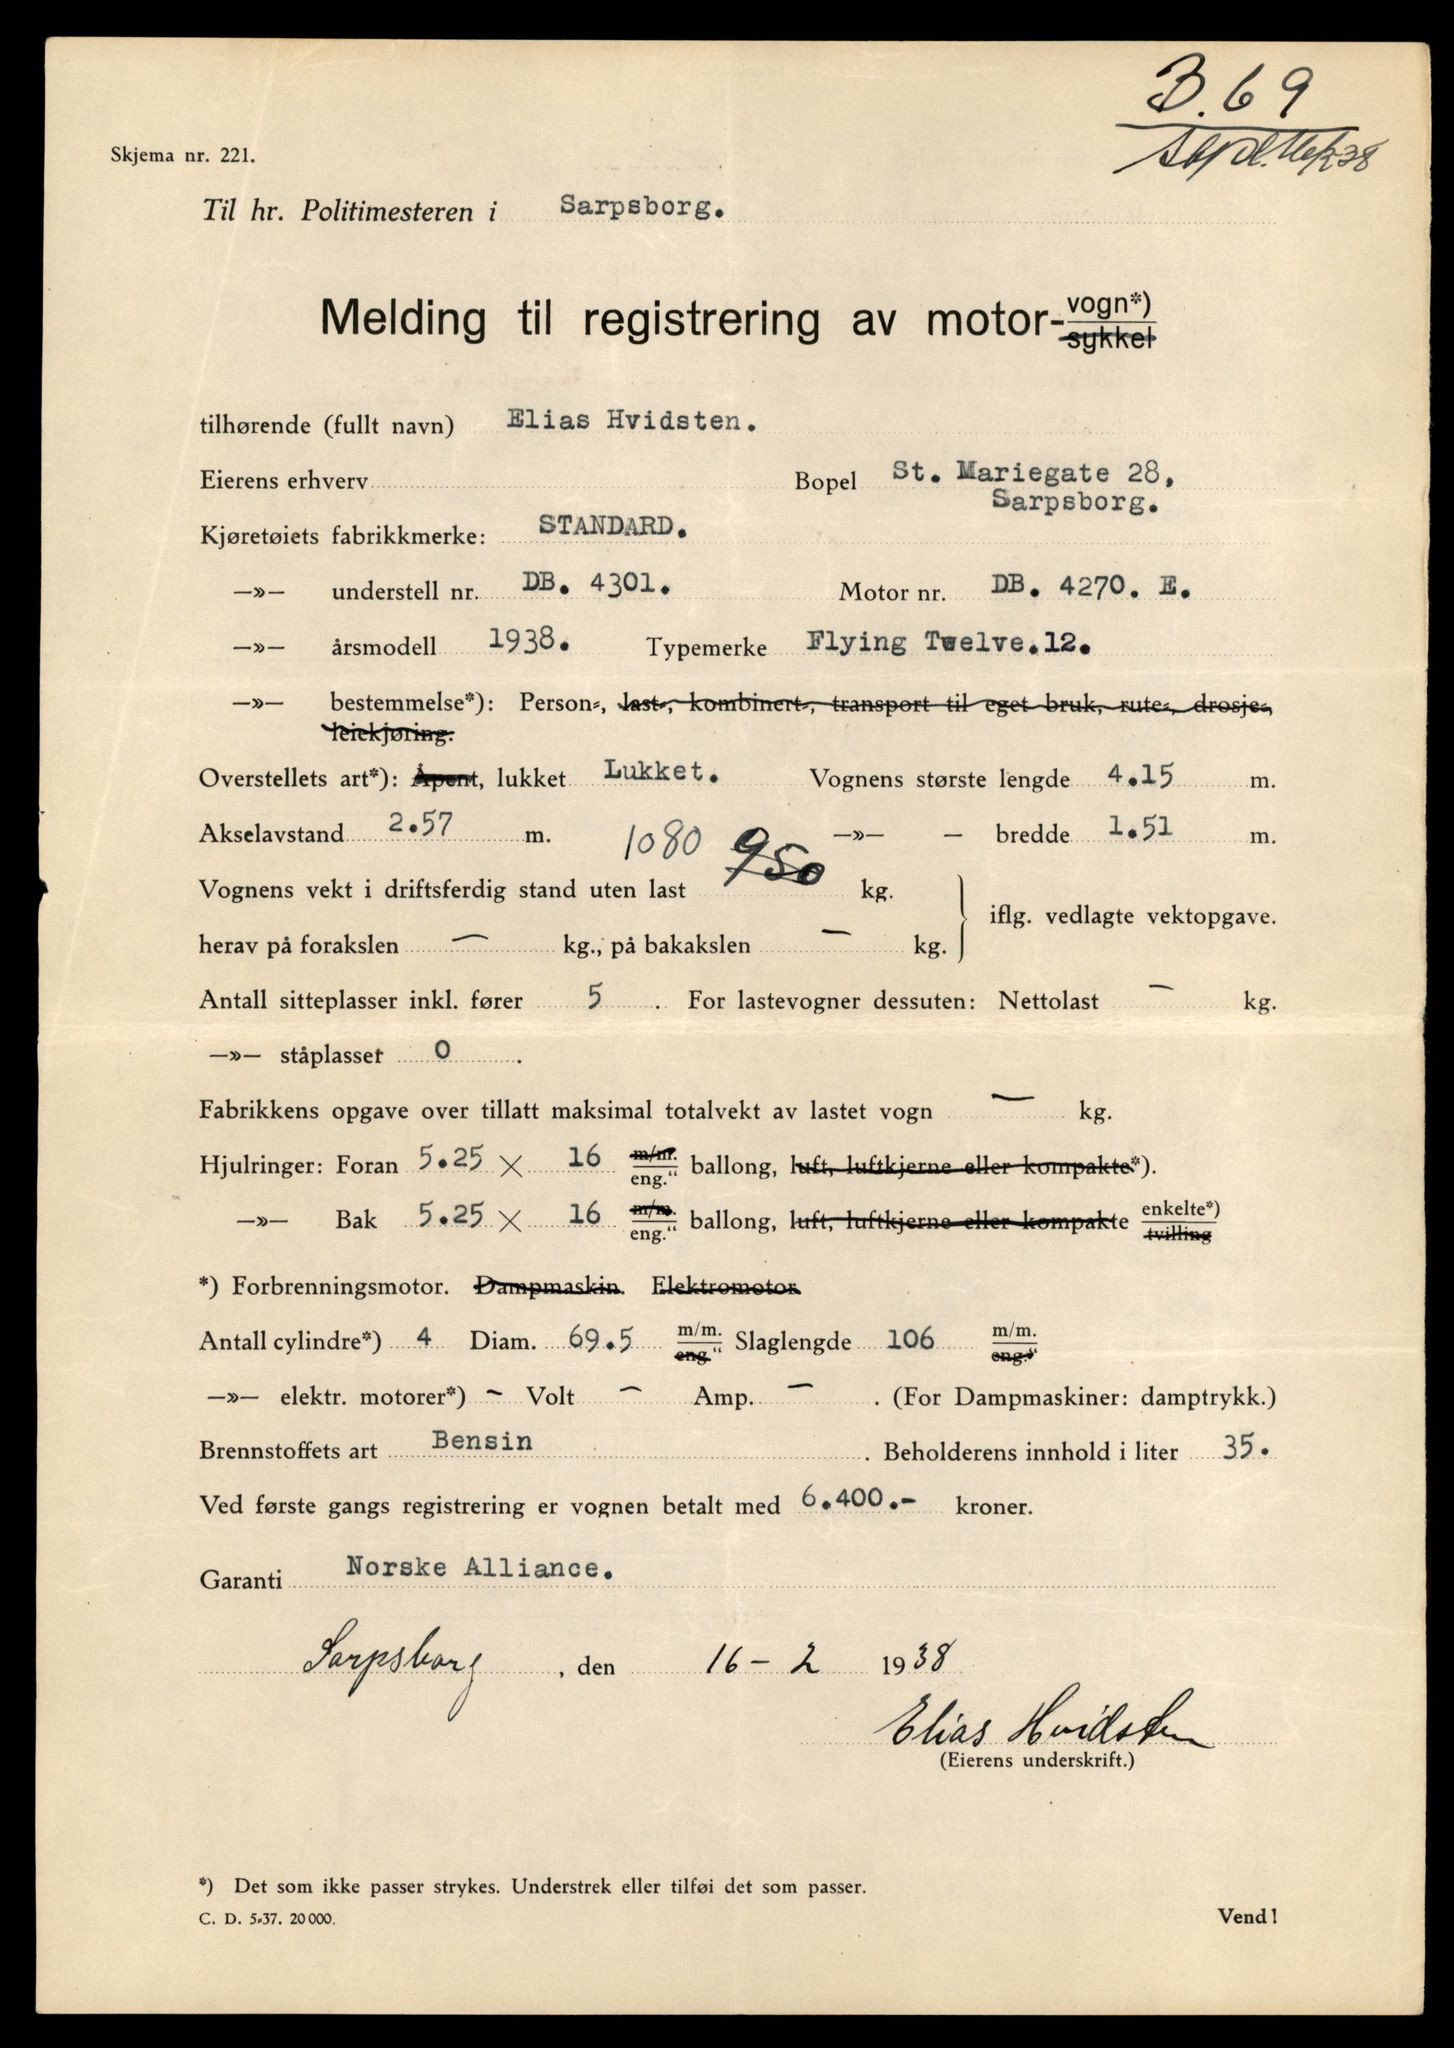 B. 69
Skjema nr. 221.
Til hr. Politimesteren i Sarpsborg.
Melding til registrering av motor-vogn*)
sykkel
tilhørende (fullt navn) Elias Hvidsten.
Eierens erhverv Bopel St. Mariegate 28,
Sarpsborg.
Kjøretøiets fabrikkmerke: STANDARD.
—»— understell nr. DB. 4301. Motor nr. DB. 4270. E.
—»— årsmodell 1938. Typemerke Flying Twelve.12.
—»— bestemmelse*): Person-, last-, kombinert-, transport til eget bruk, rute-, drosje-,
leiekjøring.
Overstellets art*): Åpent, lukket Lukket. Vognens største lengde 4.15 m.
Akselavstand 2.57 m. 1080 950 —»— — bredde 1.51 m.
Vognens vekt i driftsferdig stand uten last kg.
iflg. vedlagte vektopgave.
herav på forakslen — kg., på bakakslen — kg.
Antall sitteplasser inkl. fører 5 . For lastevogner dessuten: Nettolast — kg.
—»— ståplasser 0 .
Fabrikkens opgave over tillatt maksimal totalvekt av lastet vogn — kg.
Hjulringer: Foran 5.25 × 16 m/m. eng.“ ballong, luft, luftkjerne eller kompakte*).
—»— Bak 5.25 × 16 m/m. eng.“ ballong, luft, luftkjerne eller kompakte enkelte*) tvilling
*) Forbrenningsmotor. Dampmaskin. Elektromotor.
Antall cylindre*) 4 Diam. 69.5 m/m. eng.“ Slaglengde 106 m/m. eng.“
—»— elektr. motorer*) — Volt — Amp. — . (For Dampmaskiner: damptrykk.)
Brennstoffets art Bensin . Beholderens innhold i liter 35.
Ved første gangs registrering er vognen betalt med 6.400.- kroner.
Garanti Norske Alliance.
Sarpsborg , den 16 - 2 1938
Elias Hvidsten
(Eierens underskrift.)
*) Det som ikke passer strykes. Understrek eller tilføi det som passer.
C. D. 5-37. 20 000.
Vend!